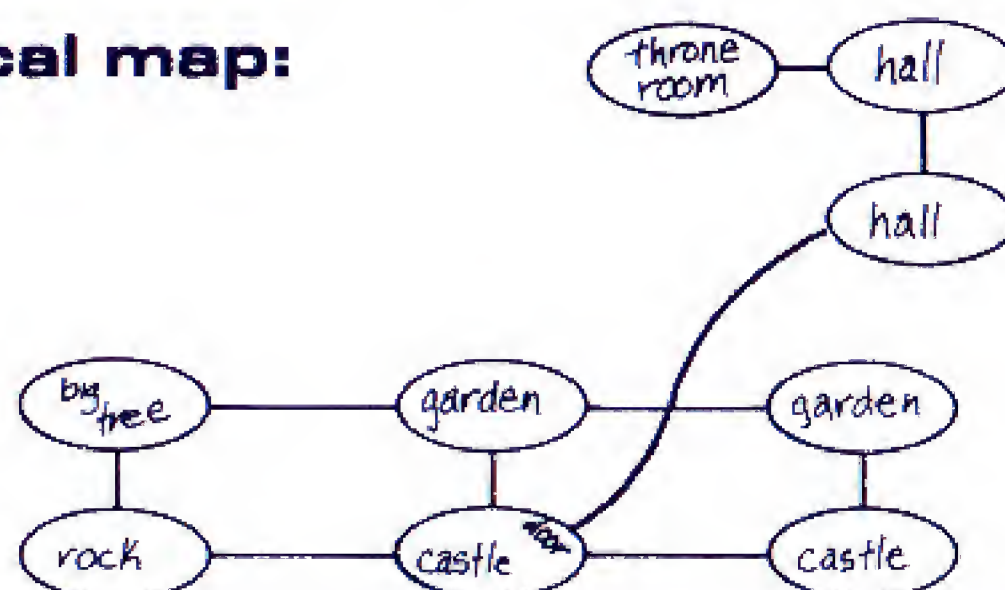 cal map:
throne
room
hall
hall
big
tree
garden
garden
rock
castle
door
castle